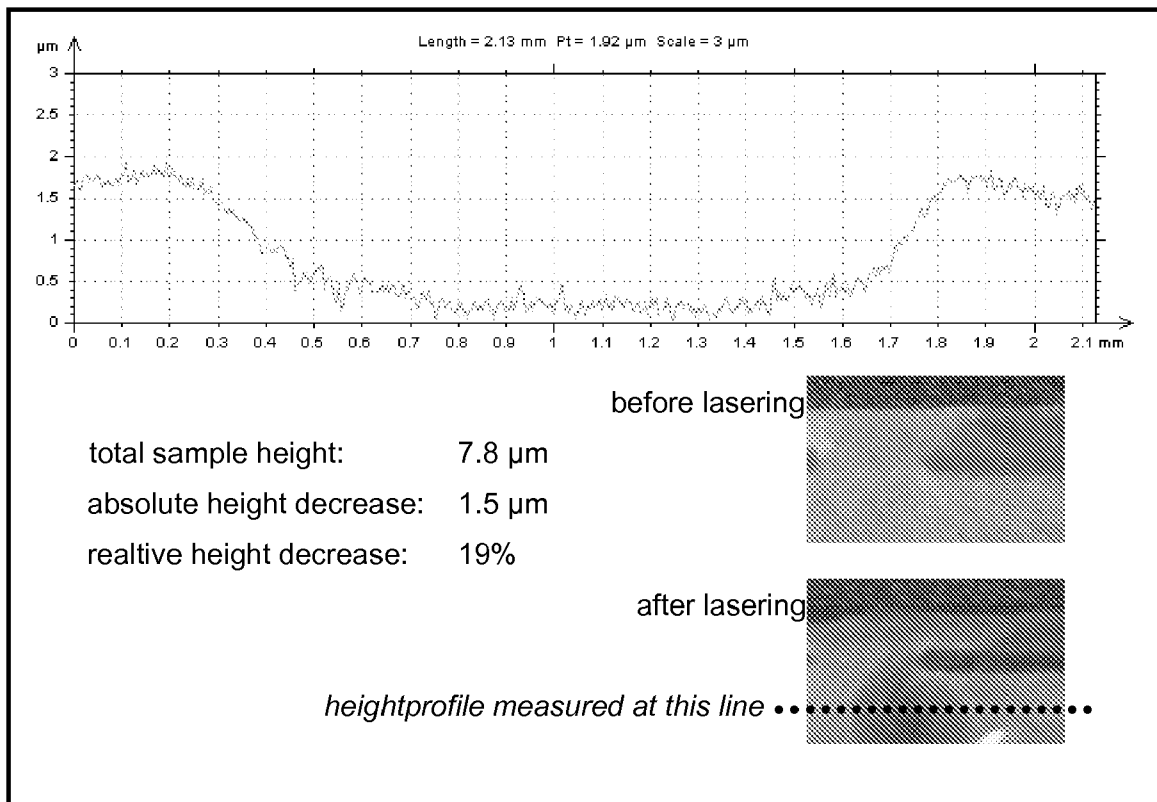 µm
Length = 2.13 mm Pt = 1.92 µm Scale = 3 µm
3
2.5
2
1.5
1
0.5
0
0 0.1 0.2 0.3 0.4 0.5 0.6 0.7 0.8 0.9 1 1.1 1.2 1.3 1.4 1.5 1.6 1.7 1.8 1.9 2 2.1 mm
before lasering
total sample height: 7.8 µm
absolute height decrease: 1.5 µm
realtive height decrease: 19%
after lasering
heightprofile measured at this line